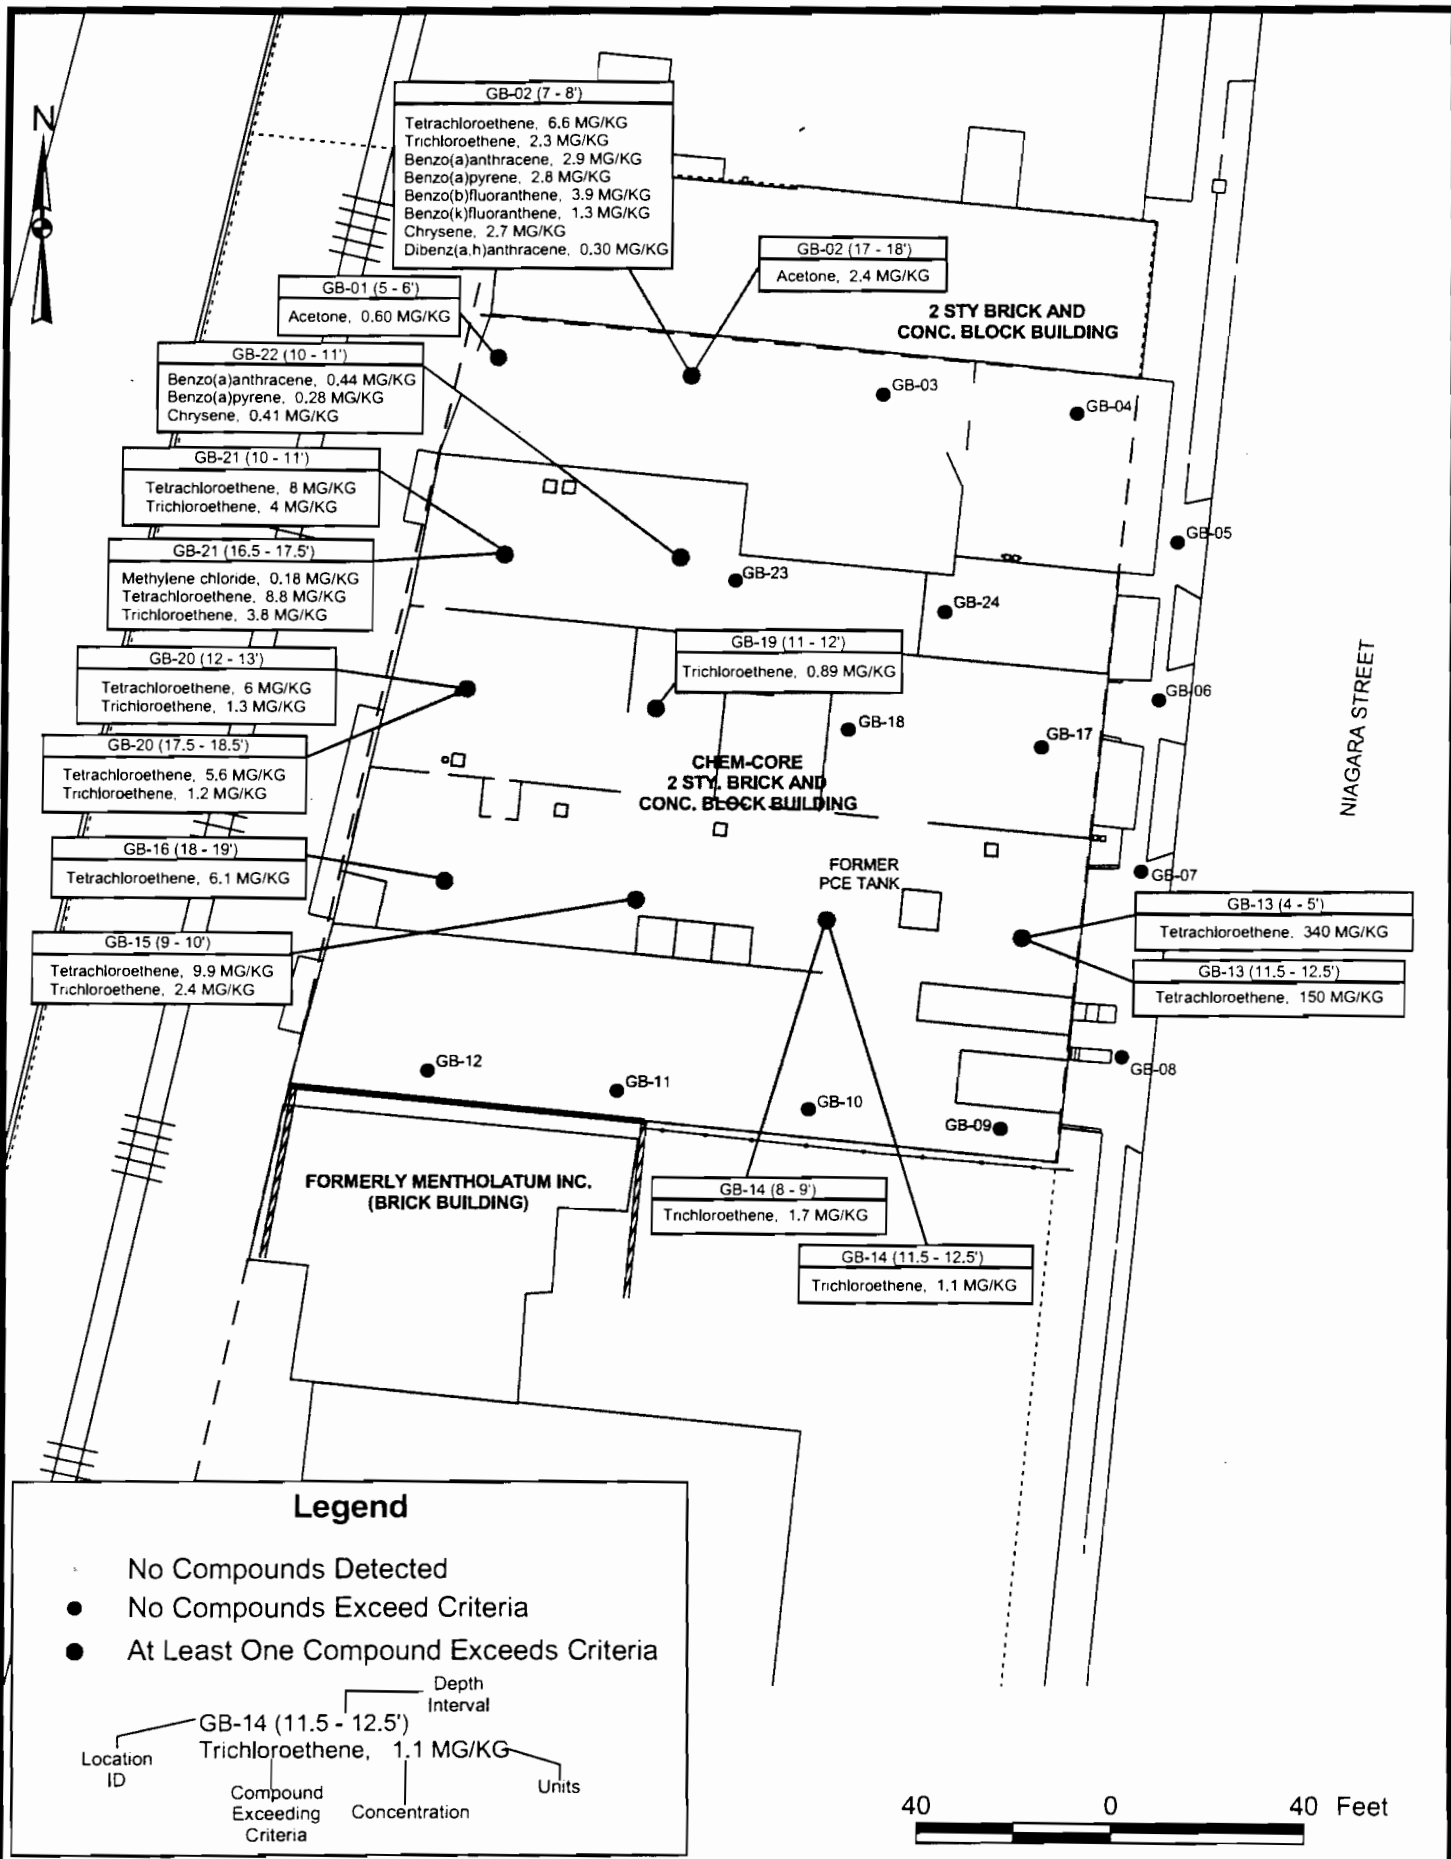 N
GB-02 (7 - 8')
Tetrachloroethene, 6.6 MG/KG
Trichloroethene, 2.3 MG/KG
Benzo(a)anthracene, 2.9 MG/KG
Benzo(a)pyrene, 2.8 MG/KG
Benzo(b)fluoranthene, 3.9 MG/KG
Benzo(k)fluoranthene, 1.3 MG/KG
Chrysene, 2.7 MG/KG
Dibenz(a,h)anthracene, 0.30 MG/KG
GB-02 (17 - 18')
Acetone, 2.4 MG/KG
GB-01 (5 - 6')
Acetone, 0.60 MG/KG
2 STY BRICK AND
CONC. BLOCK BUILDING
GB-22 (10 - 11')
Benzo(a)anthracene, 0.44 MG/KG
Benzo(a)pyrene, 0.28 MG/KG
Chrysene, 0.41 MG/KG
GB-03
GB-04
GB-21 (10 - 11')
Tetrachloroethene, 8 MG/KG
Trichloroethene, 4 MG/KG
GB-05
GB-21 (16.5 - 17.5')
Methylene chloride, 0.18 MG/KG
Tetrachloroethene, 8.8 MG/KG
Trichloroethene, 3.8 MG/KG
GB-23
GB-24
GB-19 (11 - 12')
Trichloroethene, 0.89 MG/KG
GB-20 (12 - 13')
Tetrachloroethene, 6 MG/KG
Trichloroethene, 1.3 MG/KG
GB-06
GB-18
GB-17
NIAGARA STREET
GB-20 (17.5 - 18.5')
Tetrachloroethene, 5.6 MG/KG
Trichloroethene, 1.2 MG/KG
CHEM-CORE
2 STY. BRICK AND
CONC. BLOCK BUILDING
GB-16 (18 - 19')
Tetrachloroethene, 6.1 MG/KG
FORMER
PCE TANK
GB-07
GB-13 (4 - 5')
Tetrachloroethene, 340 MG/KG
GB-15 (9 - 10')
Tetrachloroethene, 9.9 MG/KG
Trichloroethene, 2.4 MG/KG
GB-13 (11.5 - 12.5')
Tetrachloroethene, 150 MG/KG
GB-12
GB-11
GB-10
GB-09
GB-08
FORMERLY MENTHOLATUM INC.
(BRICK BUILDING)
GB-14 (8 - 9')
Trichloroethene, 1.7 MG/KG
GB-14 (11.5 - 12.5')
Trichloroethene, 1.1 MG/KG
Legend
No Compounds Detected
No Compounds Exceed Criteria
At Least One Compound Exceeds Criteria
Depth
Interval
GB-14 (11.5 - 12.5')
Trichloroethene, 1.1 MG/KG
Location
ID
Compound
Exceeding
Criteria
Concentration
Units
40 0 40 Feet